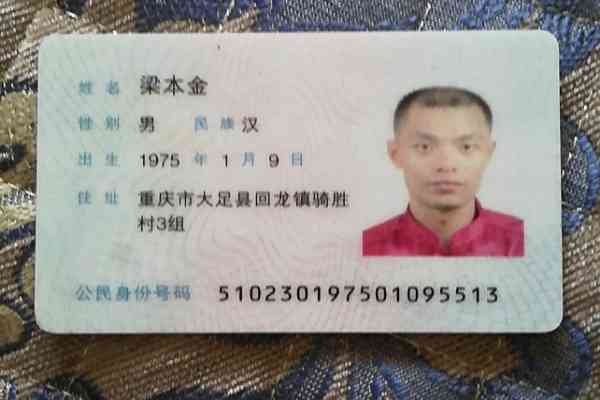 姓名 梁本金
性别 男 民族 汉
出生 1975 年 1 月 9 日
住址 重庆市大足县回龙镇骑胜
村3组
公民身份号码 510230197501095513